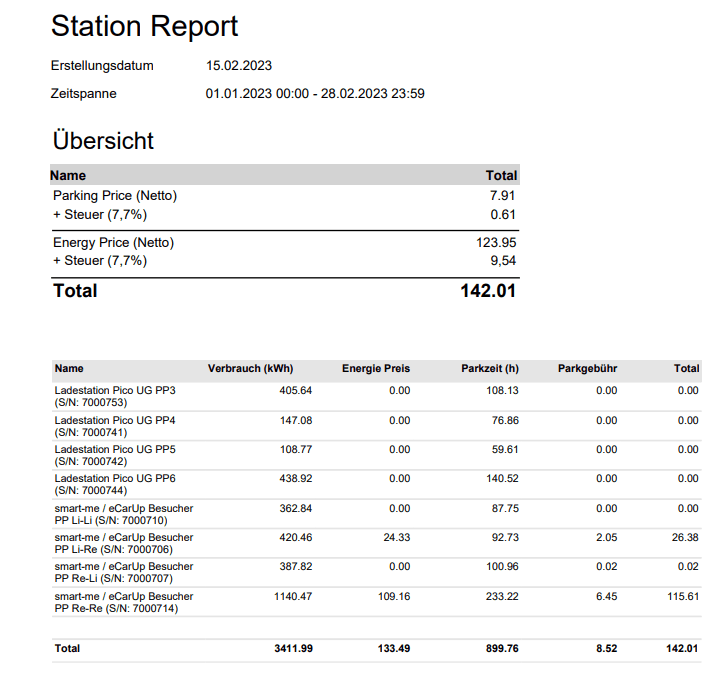 Station Report
Erstellungsdatum 15.02.2023
Zeitspanne 01.01.2023 00:00 - 28.02.2023 23:59
Übersicht
Name Total
Parking Price (Netto) 7.91
+ Steuer (7,7%) 0.61
Energy Price (Netto) 123.95
+ Steuer (7,7%) 9,54
Total 142.01
Name Verbrauch (kWh) Energie Preis Parkzeit (h) Parkgebühr Total
Ladestation Pico UG PP3 405.64 0.00 108.13 0.00 0.00
(S/N: 7000753)
Ladestation Pico UG PP4 147.08 0.00 76.86 0.00 0.00
(S/N: 7000741)
Ladestation Pico UG PP5 108.77 0.00 59.61 0.00 0.00
(S/N: 7000742)
Ladestation Pico UG PP6 438.92 0.00 140.52 0.00 0.00
(S/N: 7000744)
smart-me / eCarUp Besucher 362.84 0.00 87.75 0.00 0.00
PP Li-Li (S/N: 7000710)
smart-me / eCarUp Besucher 420.46 24.33 92.73 2.05 26.38
PP Li-Re (S/N: 7000706)
smart-me / eCarUp Besucher 387.82 0.00 100.96 0.02 0.02
PP Re-Li (S/N: 7000707)
smart-me / eCarUp Besucher 1140.47 109.16 233.22 6.45 115.61
PP Re-Re (S/N: 7000714)
Total 3411.99 133.49 899.76 8.52 142.01